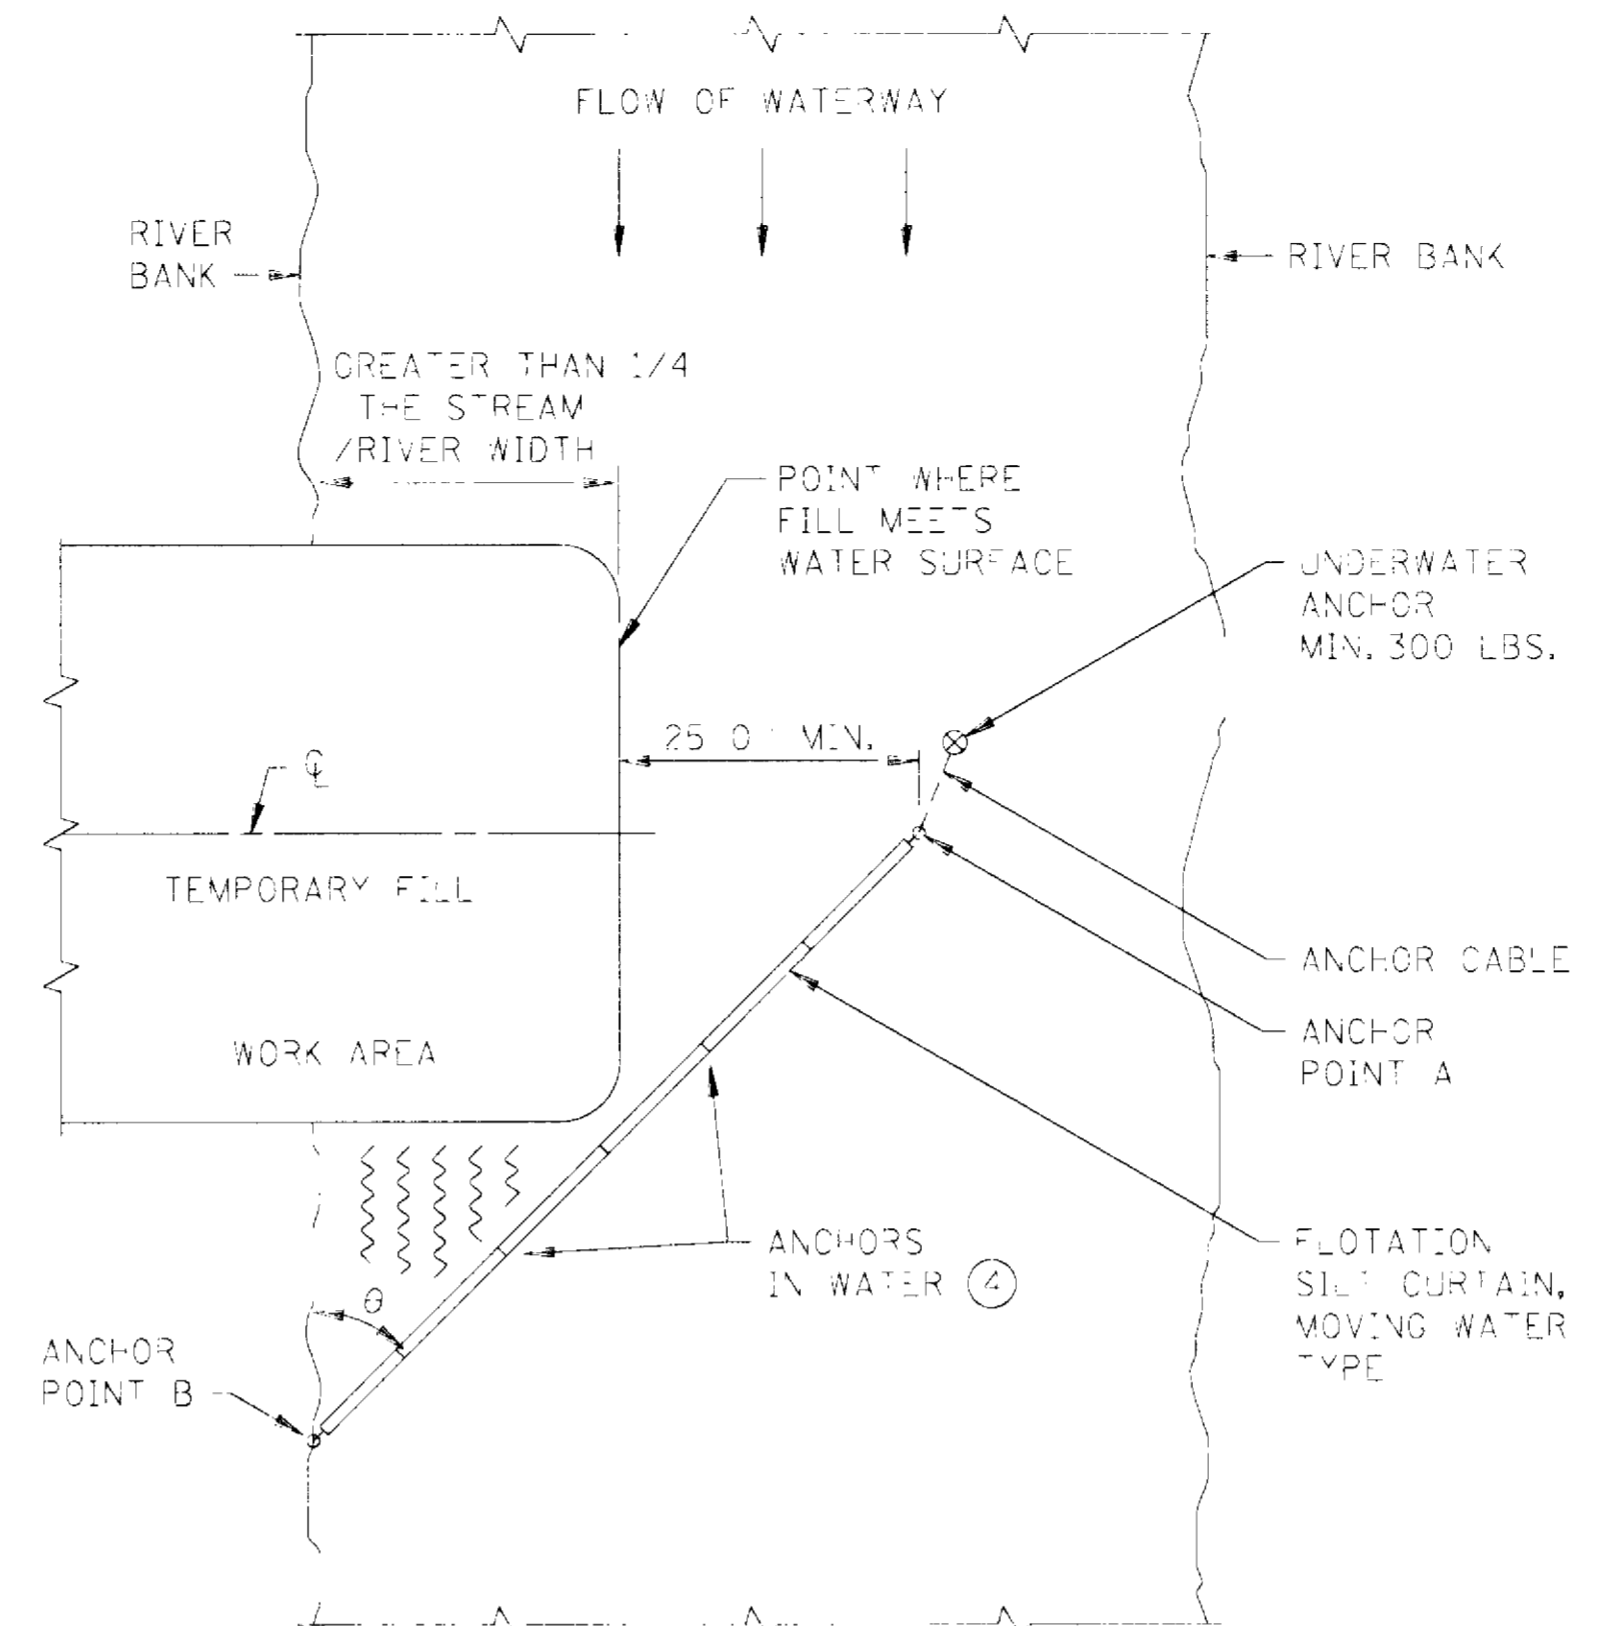 FLOW OF WATERWAY
RIVER
BANK
RIVER BANK
GREATER THAN 1/4
THE STREAM
/RIVER WIDTH
POINT WHERE
FILL MEETS
WATER SURFACE
UNDERWATER
ANCHOR
MIN. 300 LBS.
25 0 MIN.
℄
TEMPORARY FILL
ANCHOR CABLE
WORK AREA
ANCHOR
POINT A
ANCHORS
IN WATER 4
FLOTATION
SILT CURTAIN,
MOVING WATER
TYPE
θ
ANCHOR
POINT B